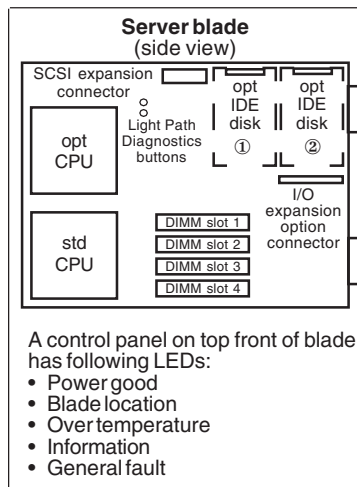 Server blade
(side view)
SCSI expansion
connector
opt
IDE
disk
①
opt
IDE
disk
②
Light Path
Diagnostics
buttons
opt
CPU
I/O
expansion
option
connector
std
CPU
DIMM slot 1
DIMM slot 2
DIMM slot 3
DIMM slot 4
A control panel on top front of blade
has following LEDs:
• Power good
• Blade location
• Over temperature
• Information
• General fault